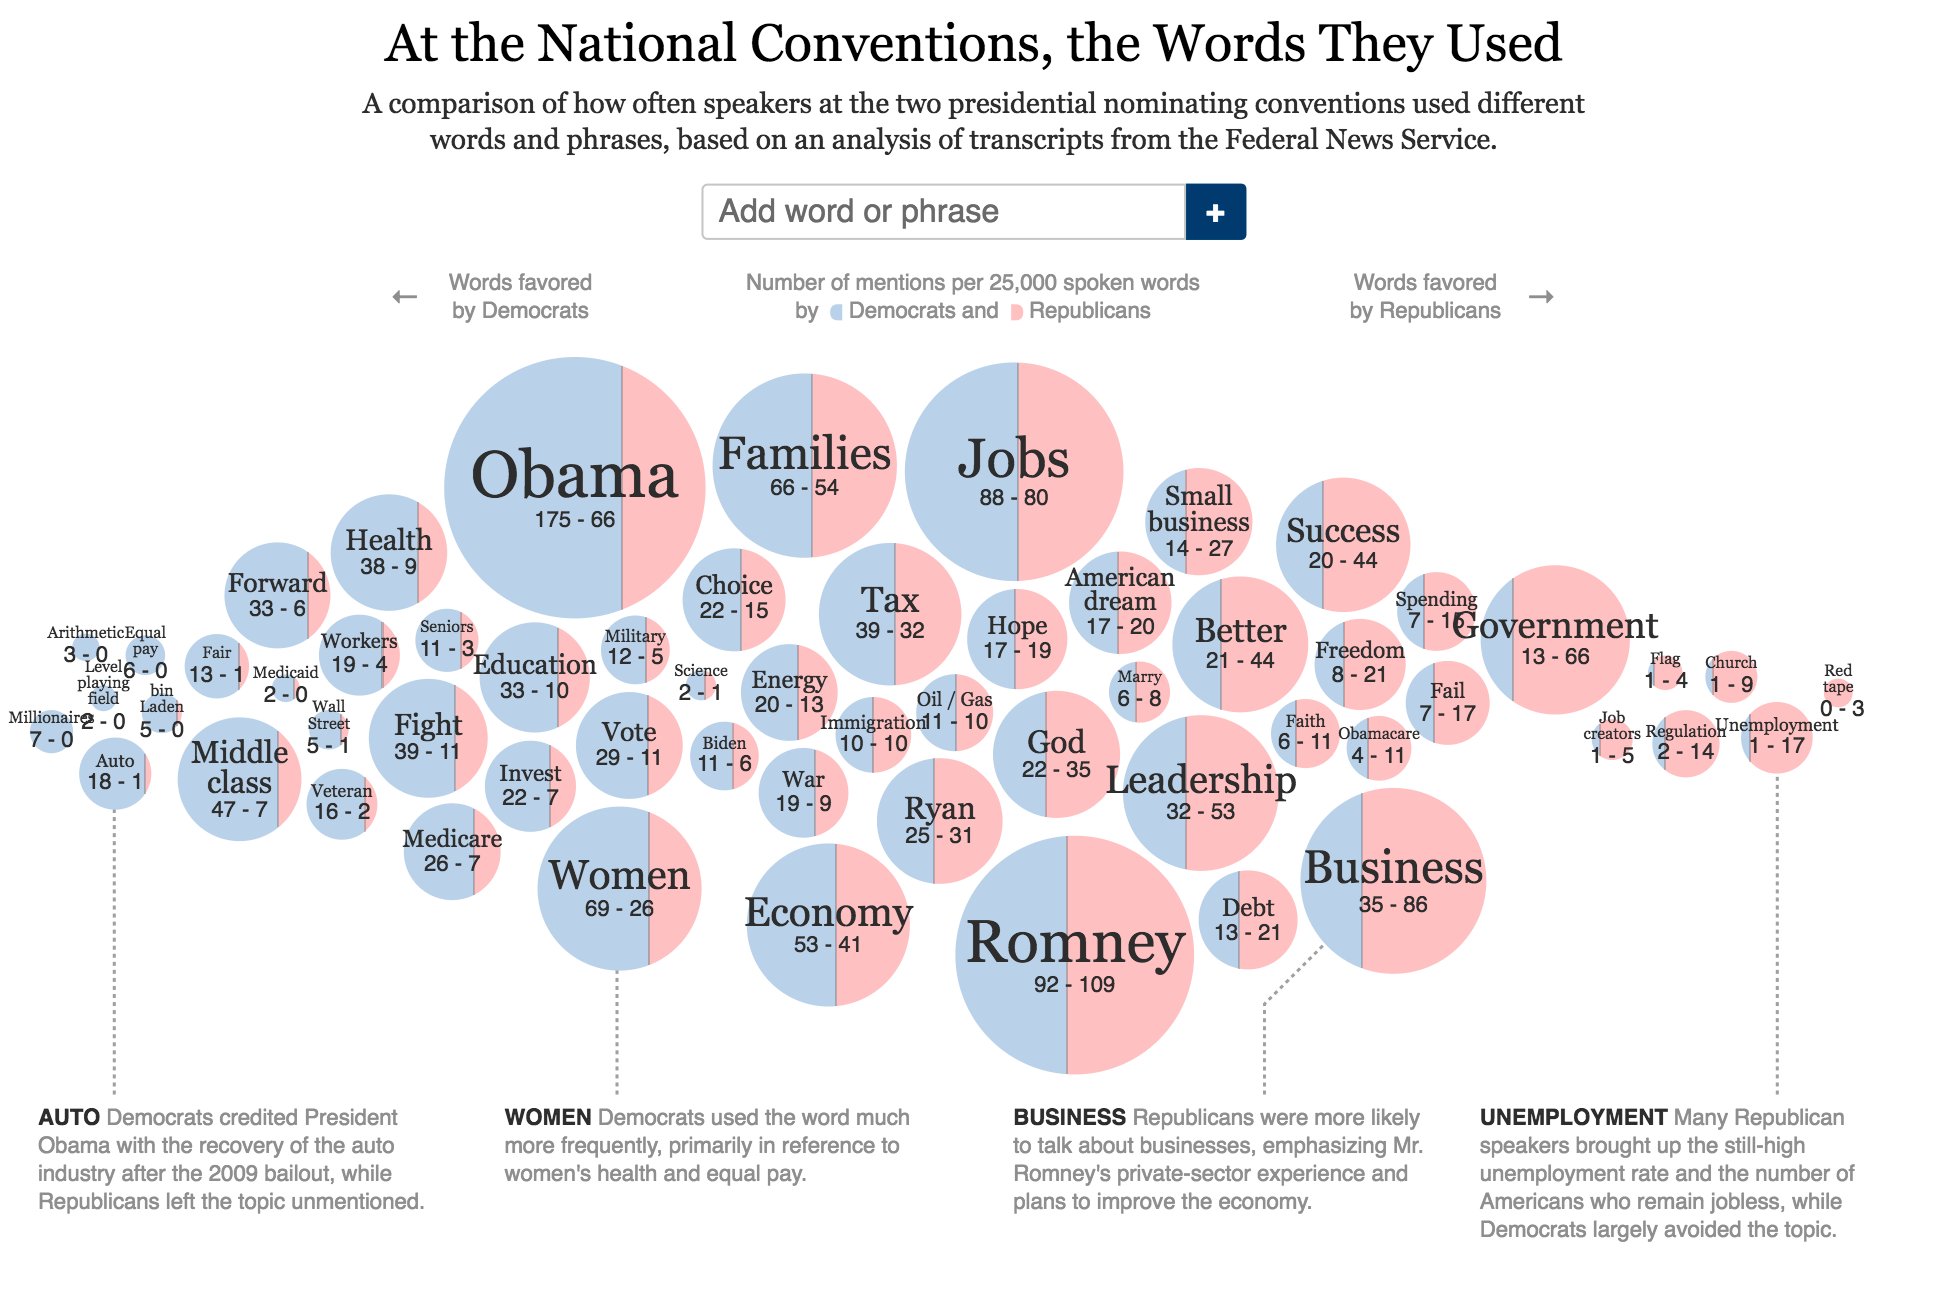 At the National Conventions, the Words They Used
A comparison of how often speakers at the two presidential nominating conventions used different
words and phrases, based on an analysis of transcripts from the Federal News Service.
Add word or phrase
+
← Words favored
by Democrats
Number of mentions per 25,000 spoken words
by Democrats and Republicans
Words favored →
by Republicans
Obama
175 - 66
Families
66 - 54
Jobs
88 - 80
Small
business
14 - 27
Success
20 - 44
Health
38 - 9
Forward
33 - 6
Choice
22 - 15
Tax
39 - 32
American
dream
17 - 20
Spending
7 - 15
Government
13 - 66
Arithmetic
3 - 0
Equal
pay
6 - 0
Fair
13 - 1
Workers
19 - 4
Seniors
11 - 3
Education
33 - 10
Military
12 - 5
Hope
17 - 19
Better
21 - 44
Freedom
8 - 21
Level
playing
field
2 - 0
Medicaid
2 - 0
Science
2 - 1
Energy
20 - 13
Marry
6 - 8
Flag
1 - 4
Church
1 - 9
Red
tape
0 - 3
Millionaires
7 - 0
bin
Laden
5 - 0
Wall
Street
5 - 1
Fight
39 - 11
Vote
29 - 11
Immigration
10 - 10
Oil / Gas
11 - 10
Fail
7 - 17
Auto
18 - 1
Middle
class
47 - 7
Veteran
16 - 2
Invest
22 - 7
Biden
11 - 6
War
19 - 9
God
22 - 35
Leadership
32 - 53
Faith
6 - 11
Obamacare
4 - 11
Job
creators
1 - 5
Regulation
2 - 14
Unemployment
1 - 17
Medicare
26 - 7
Women
69 - 26
Economy
53 - 41
Ryan
25 - 31
Romney
92 - 109
Debt
13 - 21
Business
35 - 86
AUTO Democrats credited President
Obama with the recovery of the auto
industry after the 2009 bailout, while
Republicans left the topic unmentioned.
WOMEN Democrats used the word much
more frequently, primarily in reference to
women's health and equal pay.
BUSINESS Republicans were more likely
to talk about businesses, emphasizing Mr.
Romney's private-sector experience and
plans to improve the economy.
UNEMPLOYMENT Many Republican
speakers brought up the still-high
unemployment rate and the number of
Americans who remain jobless, while
Democrats largely avoided the topic.